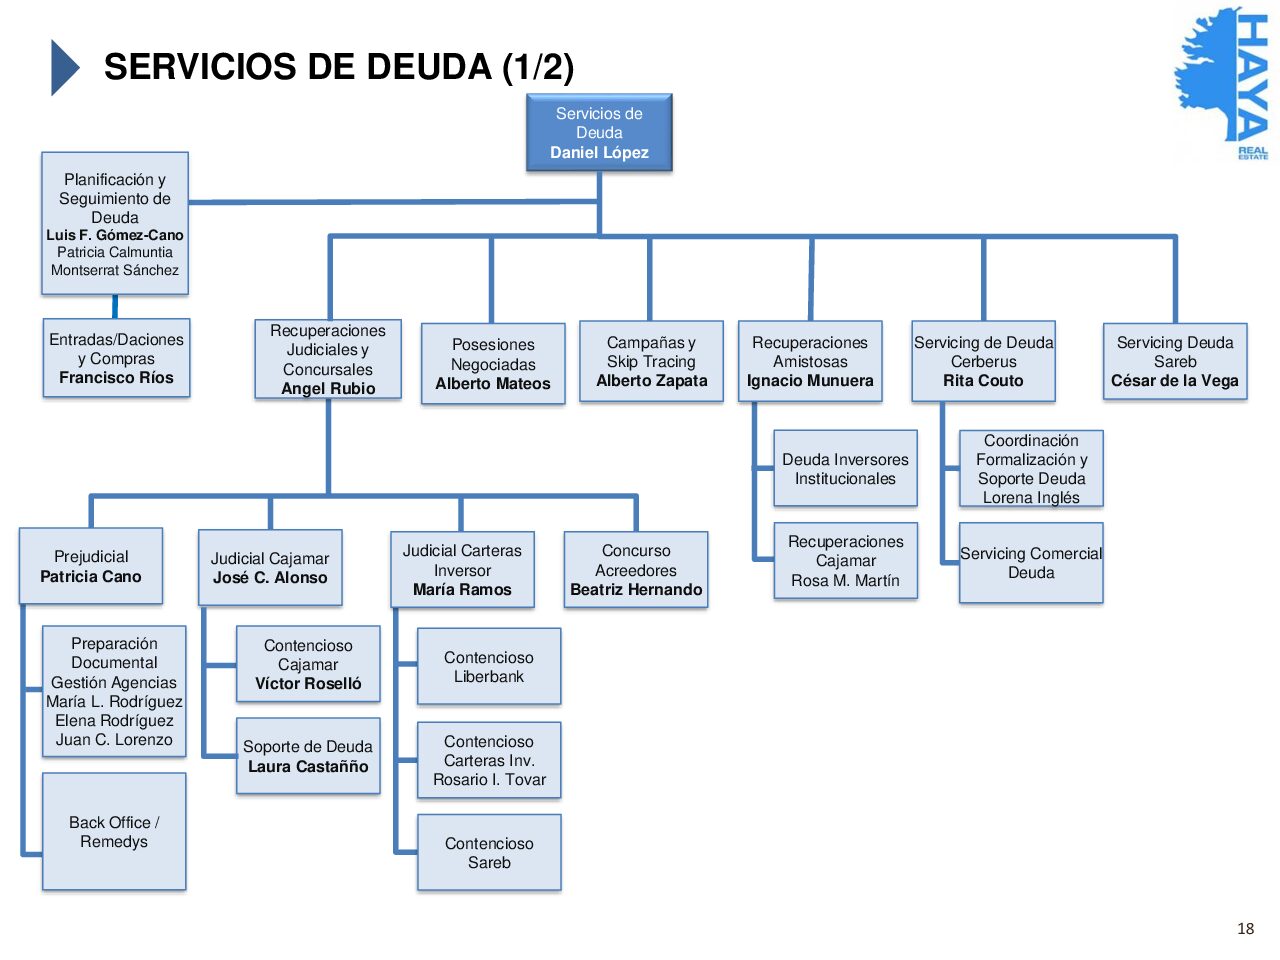 SERVICIOS DE DEUDA (1/2)
HAYA
REAL
ESTATE
Servicios de
Deuda
Daniel López
Planificación y
Seguimiento de
Deuda
Luis F. Gómez-Cano
Patricia Calmuntia
Montserrat Sánchez
Entradas/Daciones
y Compras
Francisco Ríos
Recuperaciones
Judiciales y
Concursales
Angel Rubio
Posesiones
Negociadas
Alberto Mateos
Campañas y
Skip Tracing
Alberto Zapata
Recuperaciones
Amistosas
Ignacio Munuera
Servicing de Deuda
Cerberus
Rita Couto
Servicing Deuda
Sareb
César de la Vega
Deuda Inversores
Institucionales
Recuperaciones
Cajamar
Rosa M. Martín
Coordinación
Formalización y
Soporte Deuda
Lorena Inglés
Servicing Comercial
Deuda
Prejudicial
Patricia Cano
Judicial Cajamar
José C. Alonso
Judicial Carteras
Inversor
María Ramos
Concurso
Acreedores
Beatriz Hernando
Preparación
Documental
Gestión Agencias
María L. Rodríguez
Elena Rodríguez
Juan C. Lorenzo
Back Office /
Remedys
Contencioso
Cajamar
Víctor Roselló
Soporte de Deuda
Laura Castañño
Contencioso
Liberbank
Contencioso
Carteras Inv.
Rosario I. Tovar
Contencioso
Sareb
18